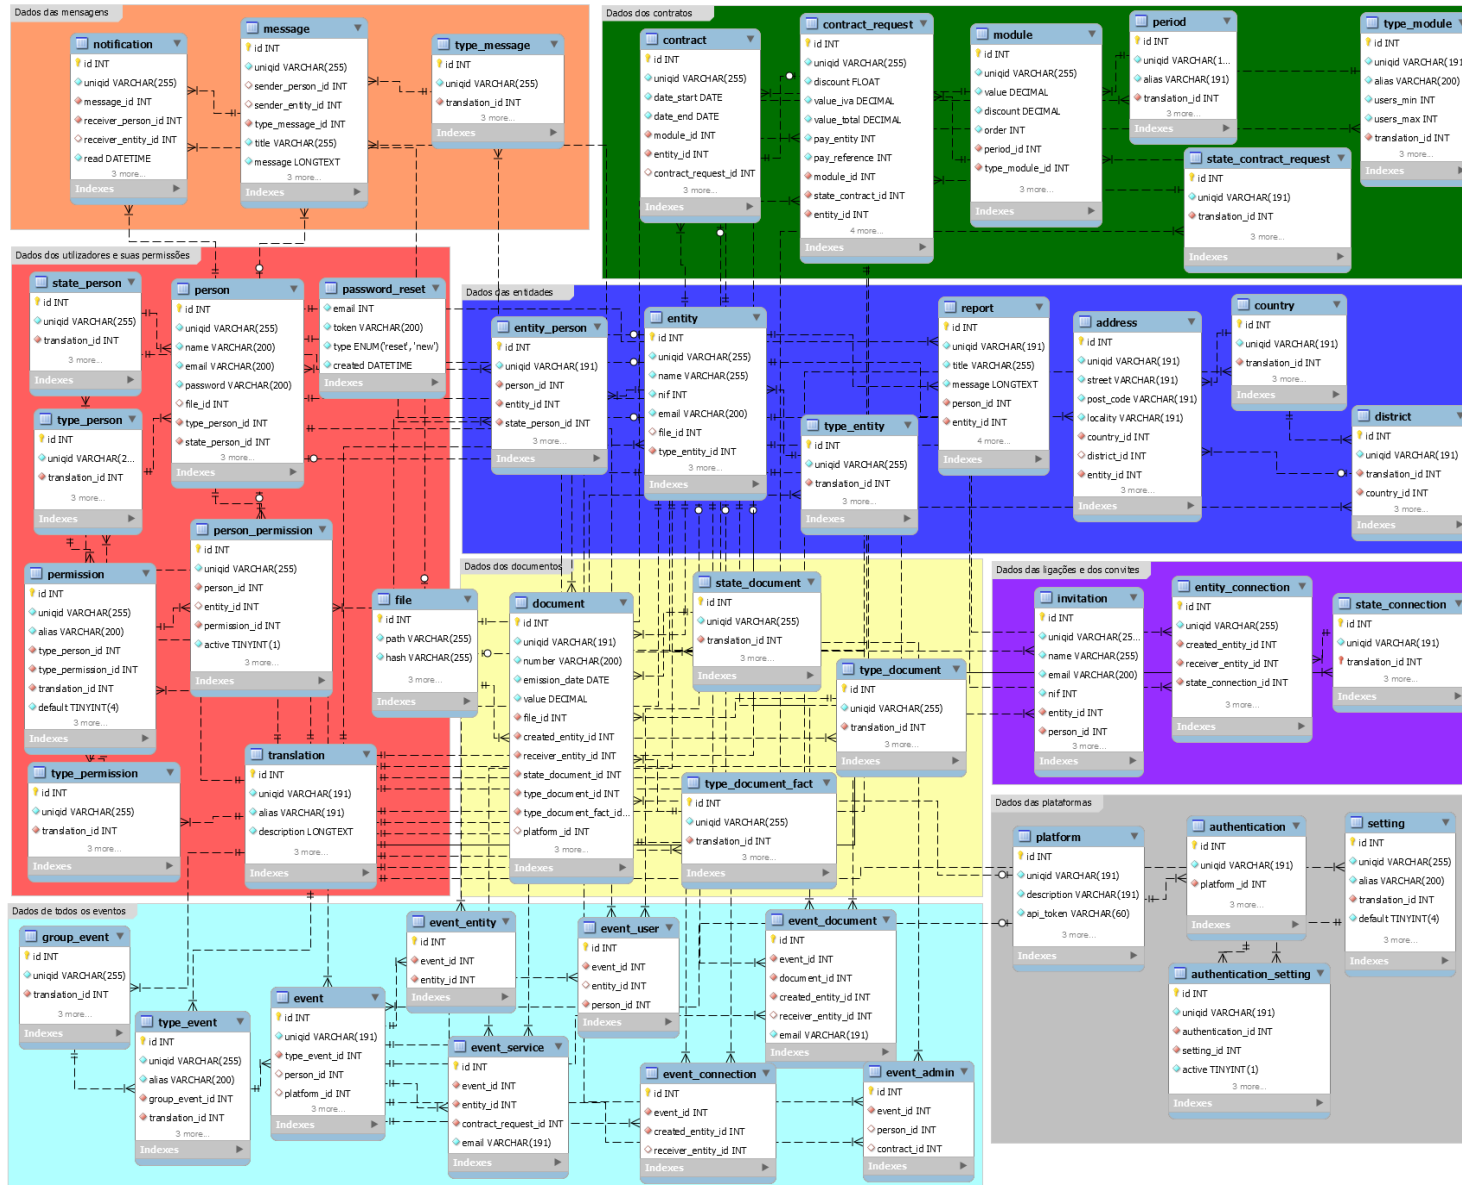 Dados das mensagens
notification
id INT
uniqid VARCHAR(255)
message_id INT
receiver_person_id INT
receiver_entity_id INT
read DATETIME
3 more...
Indexes
message
id INT
uniqid VARCHAR(255)
sender_person_id INT
sender_entity_id INT
type_message_id INT
title VARCHAR(255)
message LONGTEXT
3 more...
Indexes
type_message
id INT
uniqid VARCHAR(255)
translation_id INT
3 more...
Indexes
Dados dos contratos
contract
id INT
uniqid VARCHAR(255)
date_start DATE
date_end DATE
module_id INT
entity_id INT
contract_request_id INT
3 more...
Indexes
contract_request
id INT
uniqid VARCHAR(255)
discount FLOAT
value_iva DECIMAL
value_total DECIMAL
pay_entity INT
pay_reference INT
module_id INT
state_contract_id INT
entity_id INT
4 more...
Indexes
module
id INT
uniqid VARCHAR(255)
value DECIMAL
discount DECIMAL
order INT
period_id INT
type_module_id INT
3 more...
Indexes
period
id INT
uniqid VARCHAR(1...
alias VARCHAR(191)
translation_id INT
3 more...
Indexes
type_module
id INT
uniqid VARCHAR(191)
alias VARCHAR(200)
users_min INT
users_max INT
translation_id INT
3 more...
Indexes
state_contract_request
id INT
uniqid VARCHAR(191)
translation_id INT
3 more...
Indexes
Dados dos utilizadores e suas permissões
state_person
id INT
uniqid VARCHAR(255)
translation_id INT
3 more...
Indexes
person
id INT
uniqid VARCHAR(255)
name VARCHAR(200)
email VARCHAR(200)
password VARCHAR(200)
file_id INT
type_person_id INT
state_person_id INT
3 more...
Indexes
password_reset
email INT
token VARCHAR(200)
type ENUM('reset', 'new')
created DATETIME
Indexes
type_person
id INT
uniqid VARCHAR(2...
translation_id INT
3 more...
Indexes
person_permission
id INT
uniqid VARCHAR(255)
person_id INT
entity_id INT
permission_id INT
active TINYINT(1)
3 more...
Indexes
permission
id INT
uniqid VARCHAR(255)
alias VARCHAR(200)
type_person_id INT
type_permission_id INT
translation_id INT
default TINYINT(4)
3 more...
Indexes
file
id INT
path VARCHAR(255)
hash VARCHAR(255)
3 more...
Indexes
type_permission
id INT
uniqid VARCHAR(255)
translation_id INT
3 more...
Indexes
translation
id INT
uniqid VARCHAR(191)
alias VARCHAR(191)
description LONGTEXT
3 more...
Indexes
Dados das entidades
entity_person
id INT
uniqid VARCHAR(191)
person_id INT
entity_id INT
state_person_id INT
3 more...
Indexes
entity
id INT
uniqid VARCHAR(255)
name VARCHAR(255)
nif INT
email VARCHAR(200)
file_id INT
type_entity_id INT
3 more...
Indexes
type_entity
id INT
uniqid VARCHAR(255)
translation_id INT
3 more...
Indexes
report
id INT
uniqid VARCHAR(191)
title VARCHAR(255)
message LONGTEXT
person_id INT
entity_id INT
4 more...
Indexes
address
id INT
uniqid VARCHAR(191)
street VARCHAR(191)
post_code VARCHAR(191)
locality VARCHAR(191)
country_id INT
district_id INT
entity_id INT
3 more...
Indexes
country
id INT
uniqid VARCHAR(191)
translation_id INT
3 more...
Indexes
district
id INT
uniqid VARCHAR(191)
translation_id INT
country_id INT
3 more...
Indexes
Dados dos documentos
document
id INT
uniqid VARCHAR(191)
number VARCHAR(200)
emission_date DATE
value DECIMAL
file_id INT
created_entity_id INT
receiver_entity_id INT
state_document_id INT
type_document_id INT
type_document_fact_id...
platform_id INT
3 more...
Indexes
state_document
id INT
uniqid VARCHAR(255)
translation_id INT
3 more...
Indexes
type_document
id INT
uniqid VARCHAR(255)
translation_id INT
3 more...
Indexes
type_document_fact
id INT
uniqid VARCHAR(255)
translation_id INT
3 more...
Indexes
Dados das ligações e dos convites
invitation
id INT
uniqid VARCHAR(25...
name VARCHAR(255)
email VARCHAR(200)
nif INT
entity_id INT
person_id INT
3 more...
Indexes
entity_connection
id INT
uniqid VARCHAR(255)
created_entity_id INT
receiver_entity_id INT
state_connection_id INT
3 more...
Indexes
state_connection
id INT
uniqid VARCHAR(191)
translation_id INT
3 more...
Indexes
Dados das plataformas
platform
id INT
uniqid VARCHAR(191)
description VARCHAR(191)
api_token VARCHAR(60)
3 more...
Indexes
authentication
id INT
uniqid VARCHAR(191)
platform_id INT
3 more...
Indexes
setting
id INT
uniqid VARCHAR(255)
alias VARCHAR(200)
translation_id INT
default TINYINT(4)
3 more...
Indexes
authentication_setting
id INT
uniqid VARCHAR(191)
authentication_id INT
setting_id INT
active TINYINT(1)
3 more...
Indexes
Dados de todos os eventos
group_event
id INT
uniqid VARCHAR(255)
translation_id INT
3 more...
Indexes
type_event
id INT
uniqid VARCHAR(255)
alias VARCHAR(200)
group_event_id INT
translation_id INT
3 more...
Indexes
event
id INT
uniqid VARCHAR(191)
type_event_id INT
person_id INT
platform_id INT
3 more...
Indexes
event_entity
id INT
event_id INT
entity_id INT
Indexes
event_service
id INT
event_id INT
entity_id INT
contract_request_id INT
email VARCHAR(191)
Indexes
event_user
id INT
event_id INT
entity_id INT
person_id INT
Indexes
event_document
id INT
event_id INT
document_id INT
created_entity_id INT
receiver_entity_id INT
email VARCHAR(191)
Indexes
event_connection
id INT
event_id INT
created_entity_id INT
receiver_entity_id INT
Indexes
event_admin
id INT
event_id INT
person_id INT
contract_id INT
Indexes